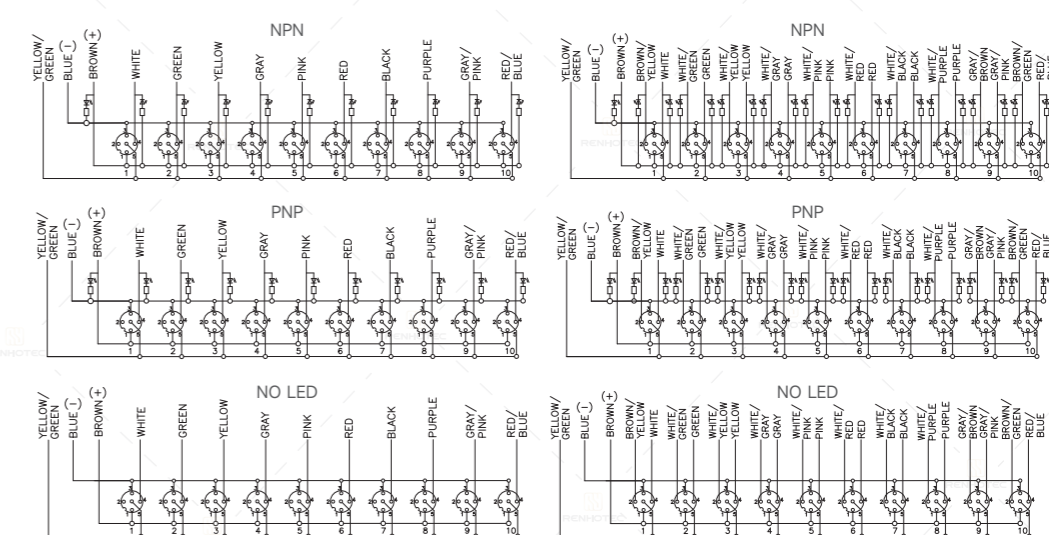 NPN
YELLOW/
GREEN
BLUE(-)
BROWN(+)
WHITE
GREEN
YELLOW
GRAY
PINK
RED
BLACK
PURPLE
GRAY/
PINK
RED/
BLUE
1 2 3 4 5 6 7 8 9 10
NPN
YELLOW/
GREEN
BLUE(-)
BROWN(+)
BROWN/
YELLOW
WHITE
WHITE/
GREEN
GREEN
WHITE/
YELLOW
YELLOW
WHITE/
GRAY
GRAY
WHITE/
PINK
PINK
WHITE/
RED
RED
WHITE/
BLACK
BLACK
WHITE/
PURPLE
PURPLE
GRAY/
BROWN
GRAY/
PINK
BROWN/
GREEN
RED/
1 2 3 4 5 6 7 8 9 10
PNP
YELLOW/
GREEN
BLUE(-)
BROWN(+)
WHITE
GREEN
YELLOW
GRAY
PINK
RED
BLACK
PURPLE
GRAY/
PINK
RED/
BLUE
1 2 3 4 5 6 7 8 9 10
PNP
YELLOW/
GREEN
BLUE(-)
BROWN(+)
BROWN/
YELLOW
WHITE
WHITE/
GREEN
GREEN
WHITE/
YELLOW
YELLOW
WHITE/
GRAY
GRAY
WHITE/
PINK
PINK
WHITE/
RED
RED
WHITE/
BLACK
BLACK
WHITE/
PURPLE
PURPLE
GRAY/
BROWN
GRAY/
PINK
BROWN/
GREEN
RED/
1 2 3 4 5 6 7 8 9 10
NO LED
YELLOW/
GREEN
BLUE(-)
BROWN(+)
WHITE
GREEN
YELLOW
GRAY
PINK
RED
BLACK
PURPLE
GRAY/
PINK
RED/
BLUE
1 2 3 4 5 6 7 8 9 10
NO LED
YELLOW/
GREEN
BLUE(-)
BROWN(+)
BROWN/
YELLOW
WHITE
WHITE/
GREEN
GREEN
WHITE/
YELLOW
YELLOW
WHITE/
GRAY
GRAY
WHITE/
PINK
PINK
WHITE/
RED
RED
WHITE/
BLACK
BLACK
WHITE/
PURPLE
PURPLE
GRAY/
BROWN
GRAY/
PINK
BROWN/
GREEN
RED/
BLUE
1 2 3 4 5 6 7 8 9 10